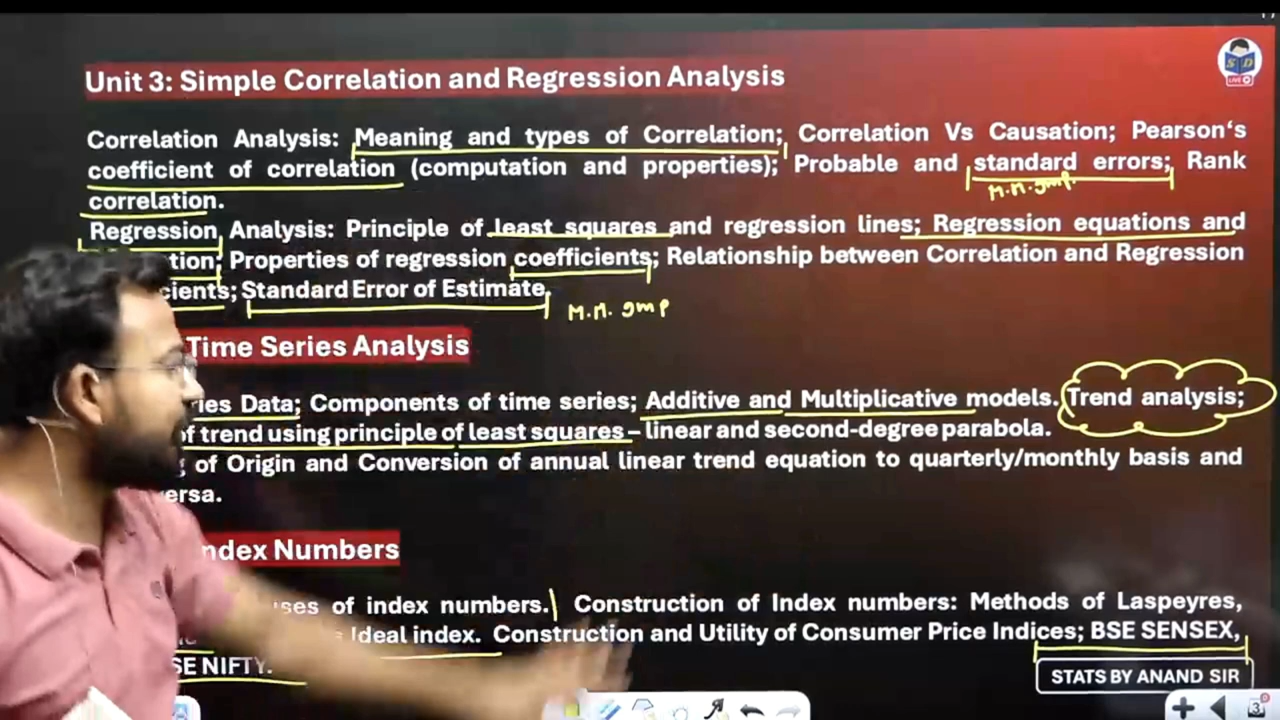 Unit 3: Simple Correlation and Regression Analysis
S D
LIVE
Correlation Analysis: Meaning and types of Correlation; Correlation Vs Causation; Pearson's
coefficient of correlation (computation and properties); Probable and standard errors; Rank
M.M. Imp.
correlation.
Regression Analysis: Principle of least squares and regression lines; Regression equations and
tion; Properties of regression coefficients; Relationship between Correlation and Regression
cients; Standard Error of Estimate.
M.M. Imp
Time Series Analysis
ries Data; Components of time series; Additive and Multiplicative models. Trend analysis;
f trend using principle of least squares – linear and second-degree parabola.
of Origin and Conversion of annual linear trend equation to quarterly/monthly basis and
ersa.
ndex Numbers
ses of index numbers. Construction of Index numbers: Methods of Laspeyres,
Ideal index. Construction and Utility of Consumer Price Indices; BSE SENSEX,
SE NIFTY.
STATS BY ANAND SIR
3